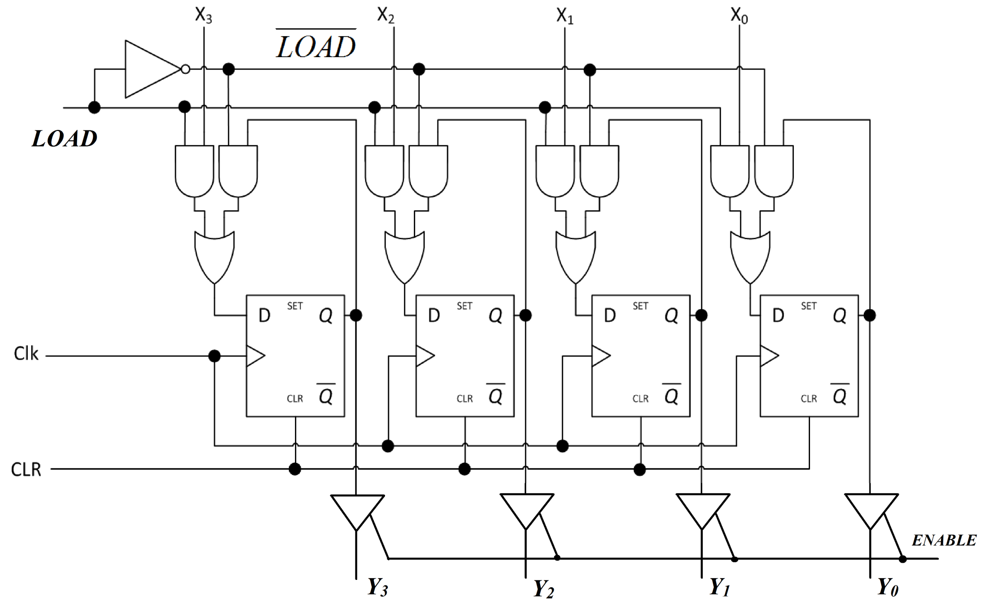 X₃ X₂ X₁ X₀
L̅O̅A̅D̅
LOAD
D SET Q D SET Q D SET Q D SET Q
Clk
CLR Q̅ CLR Q̅ CLR Q̅ CLR Q̅
CLR
ENABLE
Y₃ Y₂ Y₁ Y₀